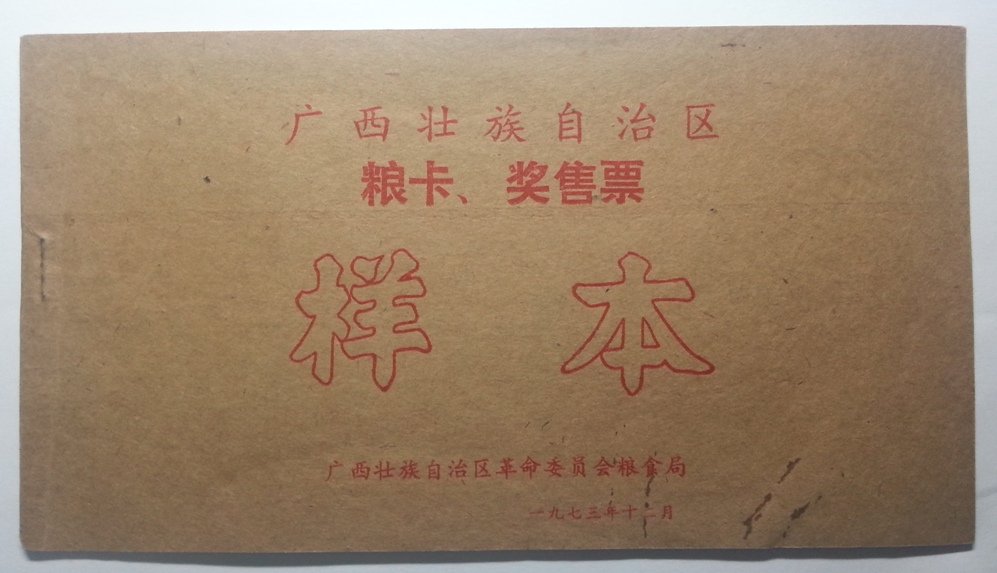 广西壮族自治区
粮卡、奖售票
样本
广西壮族自治区革命委员会粮食局
一九七三年十二月